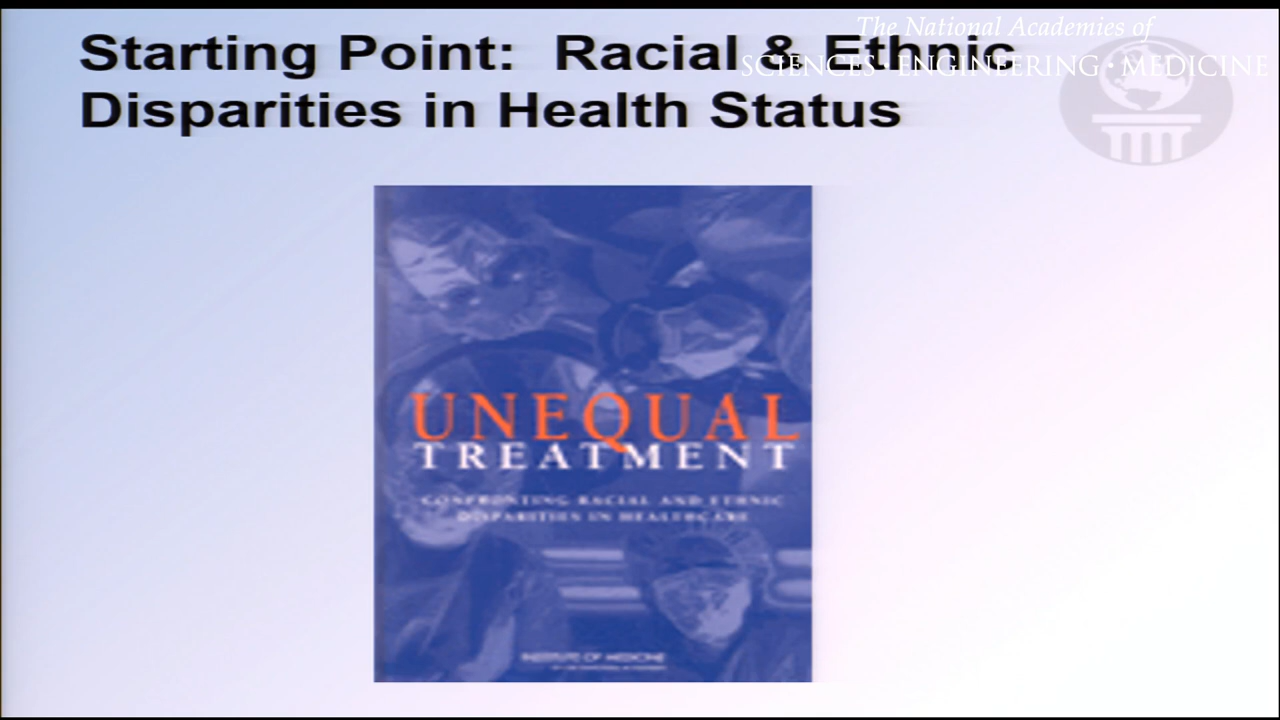 The National Academies of
SCIENCES · ENGINEERING · MEDICINE
Starting Point: Racial & Ethnic
Disparities in Health Status
UNEQUAL
TREATMENT
CONFRONTING RACIAL AND ETHNIC
DISPARITIES IN HEALTHCARE
INSTITUTE OF MEDICINE